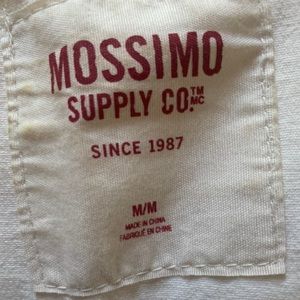 MOSSIMO
SUPPLY CO.™ MC
SINCE 1987
M/M
MADE IN CHINA
FABRIQUÉ EN CHINE